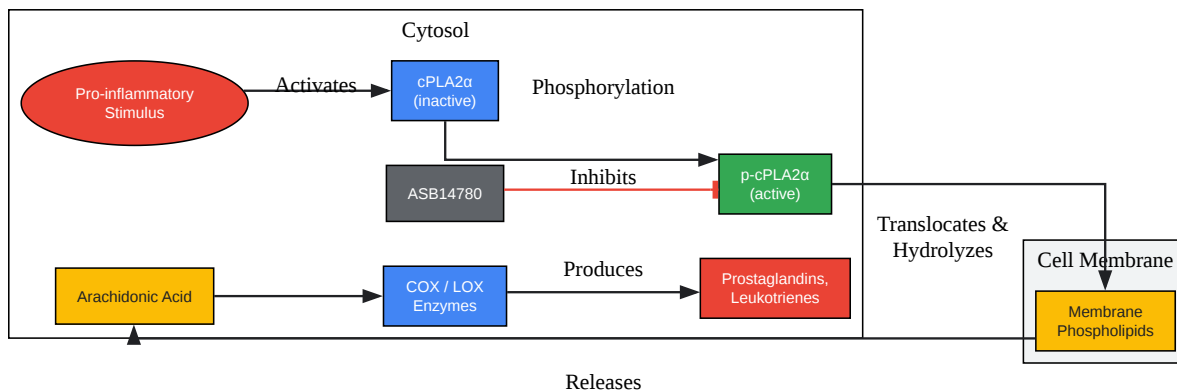 Cytosol
Pro-inflammatory
Stimulus
Activates
cPLA2α
(inactive)
Phosphorylation
ASB14780
Inhibits
p-cPLA2α
(active)
Translocates &
Hydrolyzes
Cell Membrane
Membrane
Phospholipids
Arachidonic Acid
COX / LOX
Enzymes
Produces
Prostaglandins,
Leukotrienes
Releases